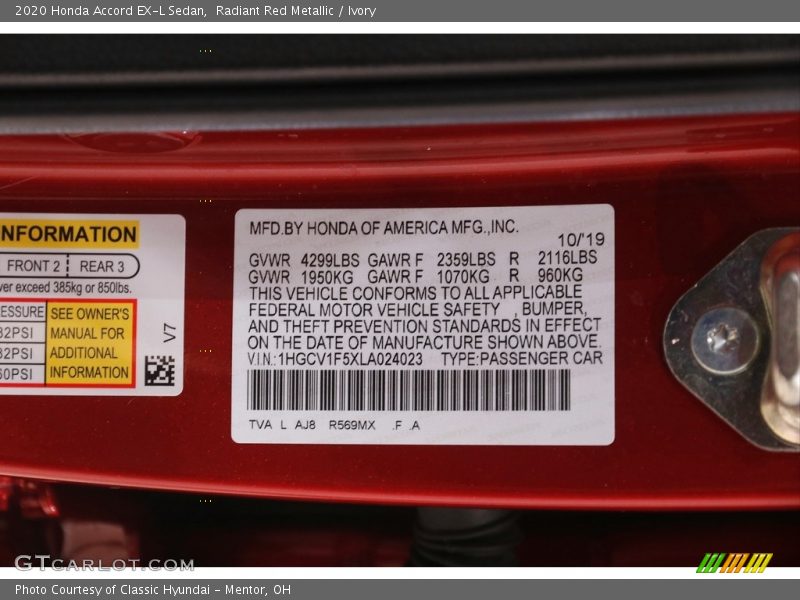 2020 Honda Accord EX-L Sedan, Radiant Red Metallic / Ivory
NFORMATION
FRONT 2 REAR 3
ver exceed 385kg or 850lbs.
ESSURE
32PSI
32PSI
60PSI
SEE OWNER'S
MANUAL FOR
ADDITIONAL
INFORMATION
V7
MFD.BY HONDA OF AMERICA MFG.,INC.
10/'19
GVWR 4299LBS GAWR F 2359LBS R 2116LBS
GVWR 1950KG GAWR F 1070KG R 960KG
THIS VEHICLE CONFORMS TO ALL APPLICABLE
FEDERAL MOTOR VEHICLE SAFETY , BUMPER,
AND THEFT PREVENTION STANDARDS IN EFFECT
ON THE DATE OF MANUFACTURE SHOWN ABOVE.
VIN:1HGCV1F5XLA024023 TYPE:PASSENGER CAR
TVA L AJ8 R569MX .F .A
GTCARLOT.COM
Photo Courtesy of Classic Hyundai - Mentor, OH